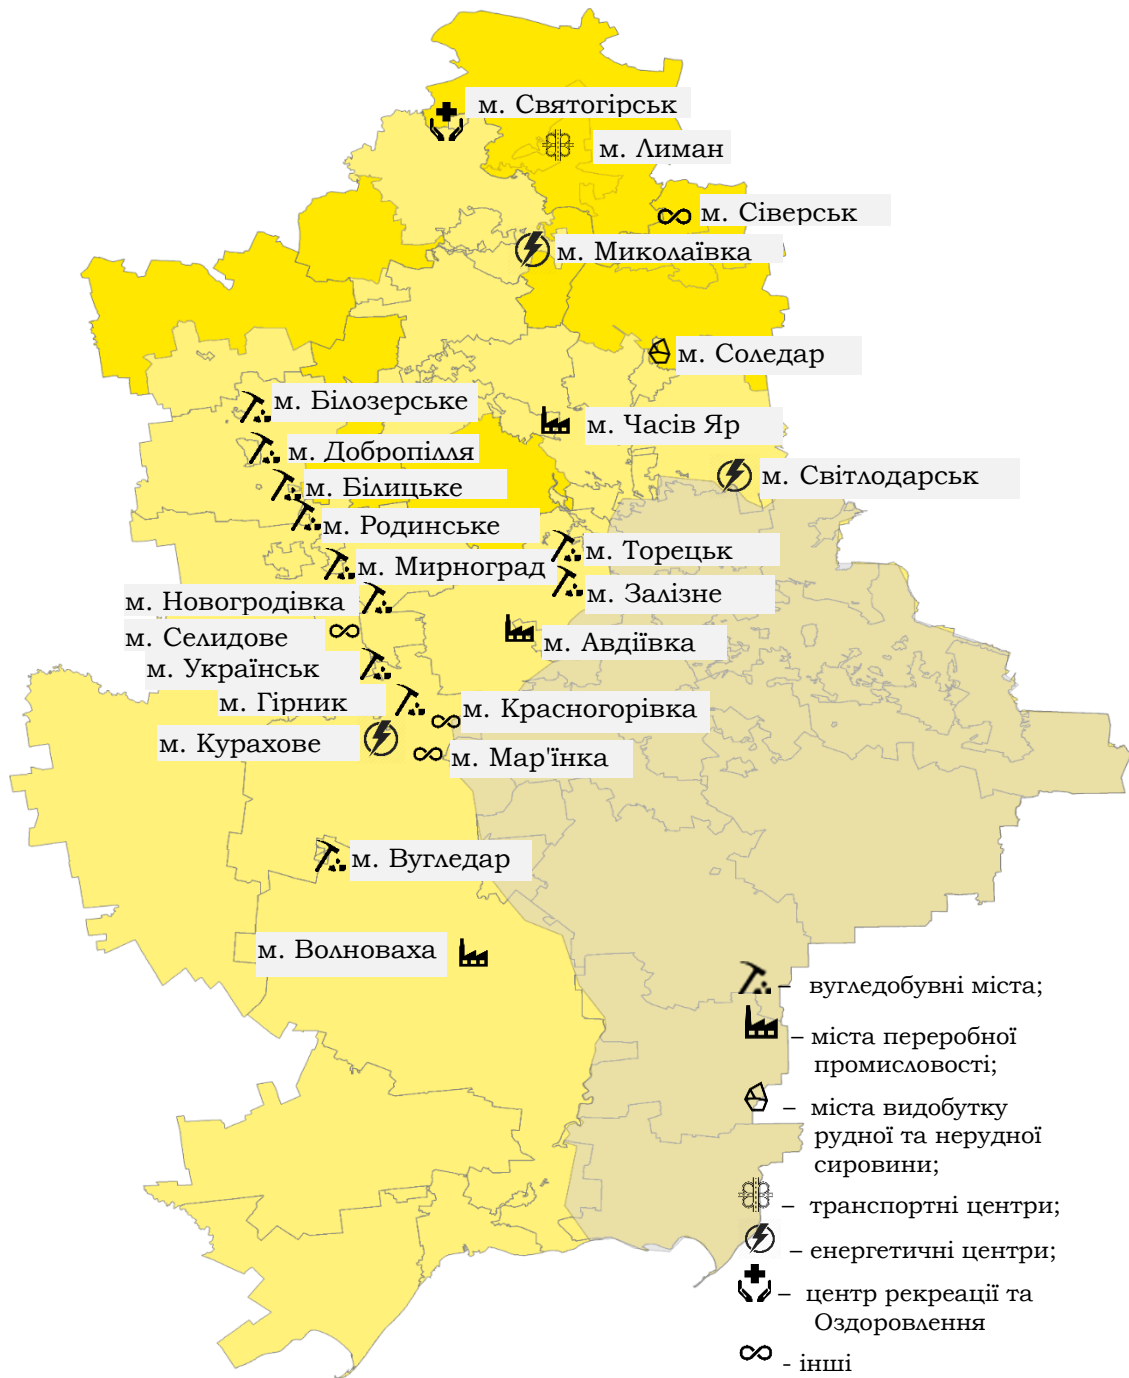 м. Святогірськ
м. Лиман
м. Сіверськ
м. Миколаївка
м. Соледар
м. Білозерське
м. Часів Яр
м. Добропілля
м. Світлодарськ
м. Білицьке
м. Родинське
м. Торецьк
м. Мирноград
м. Залізне
м. Новогродівка
м. Селидове
м. Авдіївка
м. Українськ
м. Гірник
м. Красногорівка
м. Курахове
м. Мар'їнка
м. Вугледар
м. Волноваха
– вугледобувні міста;
– міста переробної
промисловості;
– міста видобутку
рудної та нерудної
сировини;
– транспортні центри;
– енергетичні центри;
– центр рекреації та
Оздоровлення
- інші